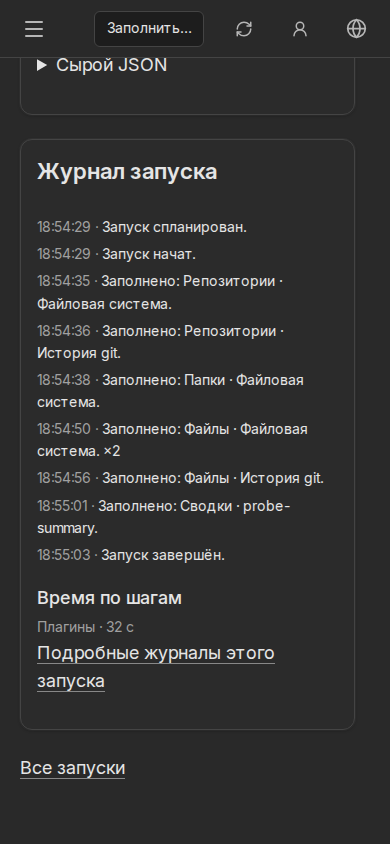 Заполнить...
Сырой JSON
Журнал запуска
18:54:29 · Запуск спланирован.
18:54:29 · Запуск начат.
18:54:35 · Заполнено: Репозитории ·
Файловая система.
18:54:36 · Заполнено: Репозитории ·
История git.
18:54:38 · Заполнено: Папки · Файловая
система.
18:54:50 · Заполнено: Файлы · Файловая
система. ×2
18:54:56 · Заполнено: Файлы · История git.
18:55:01 · Заполнено: Сводки · probe-
summary.
18:55:03 · Запуск завершён.
Время по шагам
Плагины · 32 с
Подробные журналы этого
запуска
Все запуски